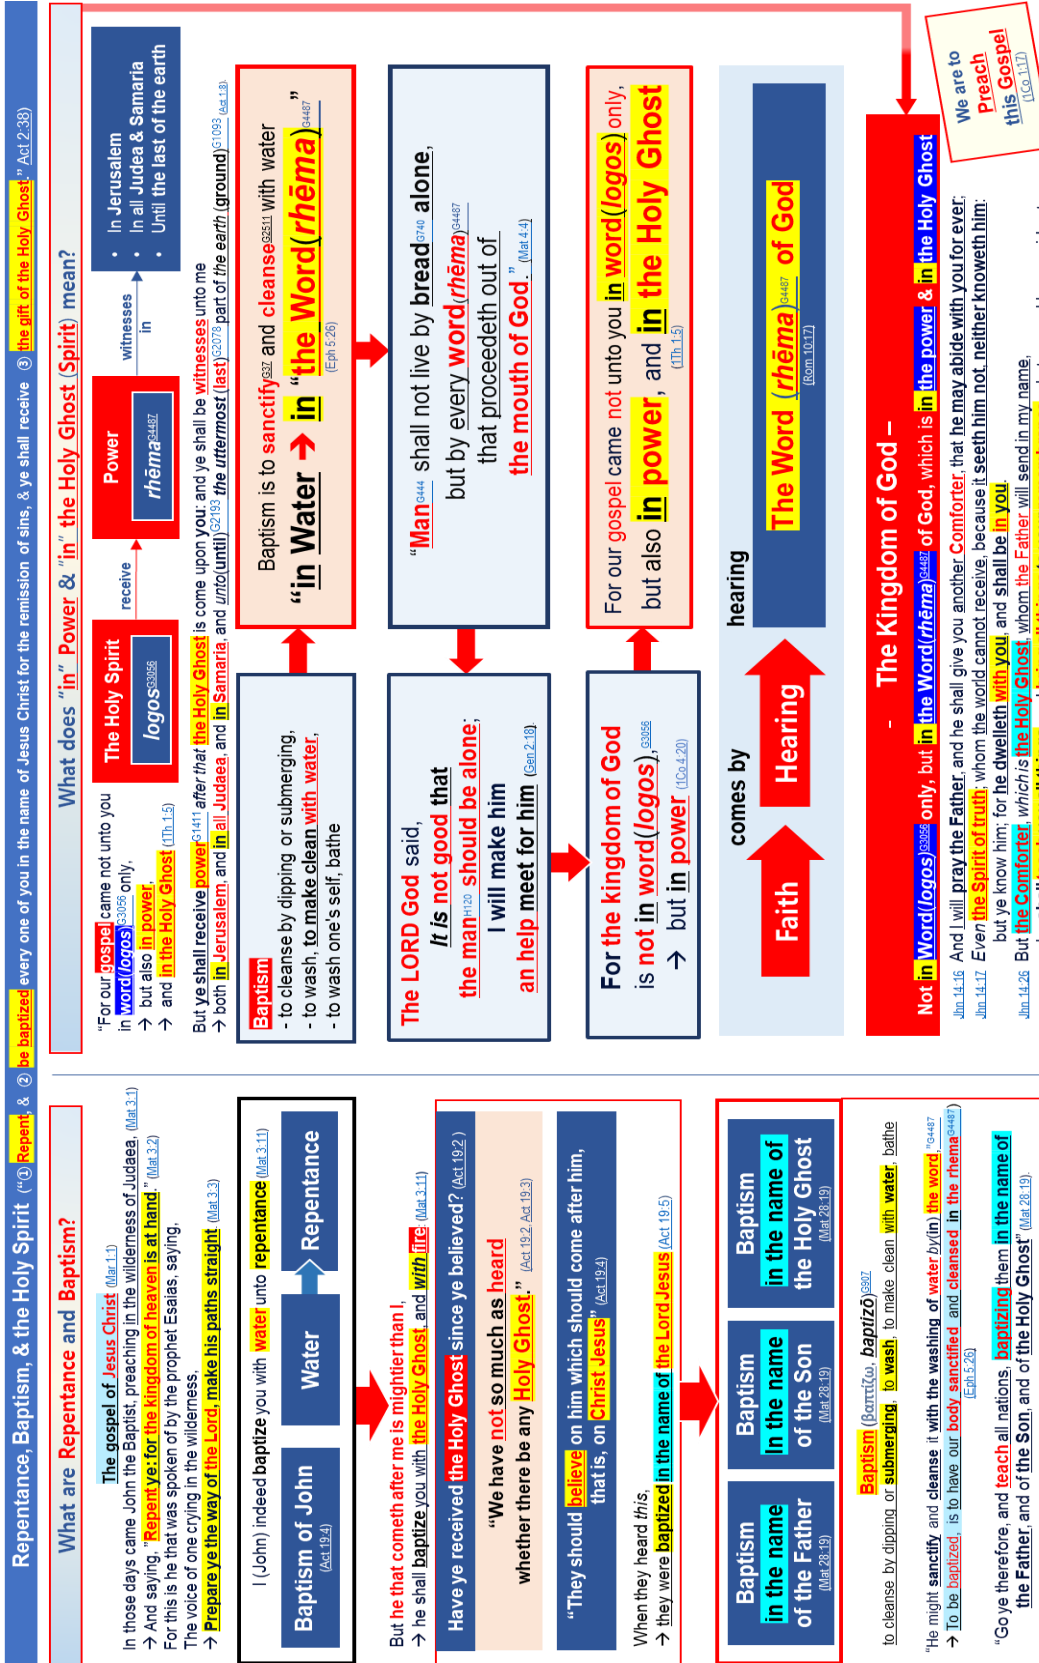 Repentance, Baptism, & the Holy Spirit (“① Repent, & ② be baptized every one of you in the name of Jesus Christ for the remission of sins, & ye shall receive ③ the gift of the Holy Ghost.” Act 2:38)
What are Repentance and Baptism?
The gospel of Jesus Christ (Mar 1:1)
In those days came John the Baptist, preaching in the wilderness of Judaea, (Mat 3:1)
→ And saying, “Repent ye: for the kingdom of heaven is at hand.” (Mat 3:2)
For this is he that was spoken of by the prophet Esaias, saying,
The voice of one crying in the wilderness,
→ Prepare ye the way of the Lord, make his paths straight. (Mat 3:3)
I (John) indeed baptize you with water unto repentance (Mat 3:11)
Baptism of John
(Act 19:4)
Water
Repentance
But he that cometh after me is mightier than I,
→ he shall baptize you with the Holy Ghost, and with fire: (Mat 3:11)
Have ye received the Holy Ghost since ye believed? (Act 19:2 )
“We have not so much as heard
whether there be any Holy Ghost.” (Act 19:2, Act 19:3)
“They should believe on him which should come after him,
that is, on Christ Jesus” (Act 19:4)
When they heard this,
→ they were baptized in the name of the Lord Jesus (Act 19:5)
Baptism
in the name
of the Father
(Mat 28:19)
Baptism
In the name
of the Son
(Mat 28:19)
Baptism
in the name of
the Holy Ghost
(Mat 28:19)
Baptism (βαπτίζω, baptizō)G907
to cleanse by dipping or submerging, to wash, to make clean with water, bathe
“He might sanctify and cleanse it with the washing of water by(in) the word,”G4487
→ To be baptized, is to have our body sanctified and cleansed in the rhema G4487)
(Eph 5:26)
“Go ye therefore, and teach all nations, baptizing them in the name of
the Father, and of the Son, and of the Holy Ghost” (Mat 28:19).
What does “in” Power & “in” the Holy Ghost (Spirit) mean?
“For our gospel came not unto you
in word(logos)G3056 only,
→ but also in power,
→ and in the Holy Ghost (1Th 1:5)
The Holy Spirit
logosG3056
receive
Power
rhēmaG4487
witnesses
in
• In Jerusalem
• In all Judea & Samaria
• Until the last of the earth
But ye shall receive powerG1411 after that the Holy Ghost is come upon you: and ye shall be witnesses unto me
→ both in Jerusalem, and in all Judaea, and in Samaria, and unto(until)G2193 the uttermost (last)G2078 part of the earth (ground)G1093 (Act 1:8).
Baptism
- to cleanse by dipping or submerging,
- to wash, to make clean with water,
- to wash one's self, bathe
Baptism is to sanctifyG37 and cleanseG2511 with water
“in Water → in “the Word(rhēma)G4487”
(Eph 5:26)
The LORD God said,
It is not good that
the manH120 should be alone;
I will make him
an help meet for him (Gen 2:18).
“ManG444 shall not live by breadG740 alone,
but by every word(rhēma)G4487
that proceedeth out of
the mouth of God.” (Mat 4:4)
For the kingdom of God
is not in word(logos),G3056
→ but in power (1Co 4:20)
For our gospel came not unto you in word(logos) only,
but also in power, and in the Holy Ghost
(1Th 1:5)
Faith
comes by
Hearing
hearing
The Word (rhēma)G4487 of God
(Rom 10:17)
- The Kingdom of God –
Not in Word(logos)G3056 only, but in the Word(rhēma)G4487 of God, which is in the power & in the Holy Ghost
Jhn 14:16 And I will pray the Father, and he shall give you another Comforter, that he may abide with you for ever;
Jhn 14:17 Even the Spirit of truth; whom the world cannot receive, because it seeth him not, neither knoweth him:
but ye know him; for he dwelleth with you, and shall be in you.
Jhn 14:26 But the Comforter, which is the Holy Ghost, whom the Father will send in my name,
We are to
Preach
this Gospel
(1Co 1:17)